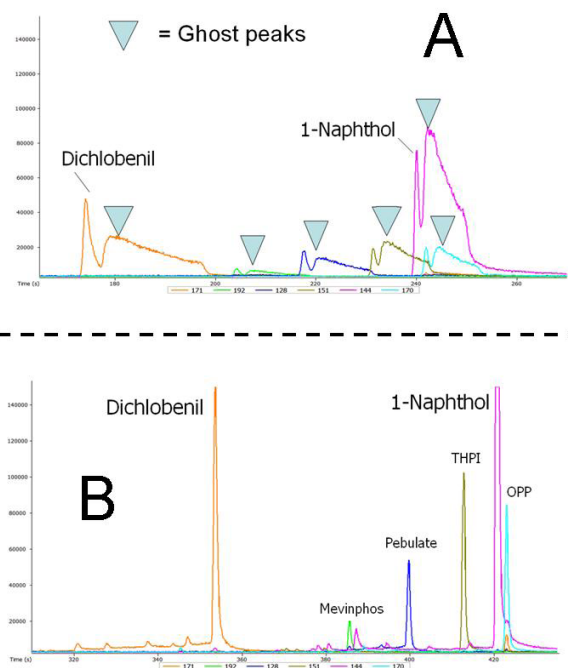 = Ghost peaks
A
140000
120000
100000
80000
60000
40000
20000
1-Naphthol
Dichlobenil
Time (s) 180 200 220 240 260
171 192 128 151 144 170
B
140000
120000
100000
80000
60000
40000
20000
Dichlobenil
1-Naphthol
THPI
OPP
Pebulate
Mevinphos
Time (s) 320 340 360 380 400 420
171 192 128 151 144 170